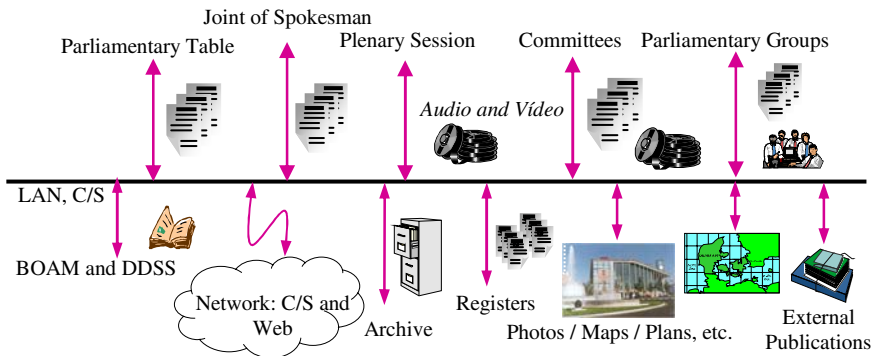 Joint of Spokesman
Parliamentary Table
Plenary Session
Committees
Parliamentary Groups
Audio and Vídeo
LAN, C/S
BOAM and DDSS
Network: C/S and
Web
Archive
Registers
Photos / Maps / Plans, etc.
External
Publications